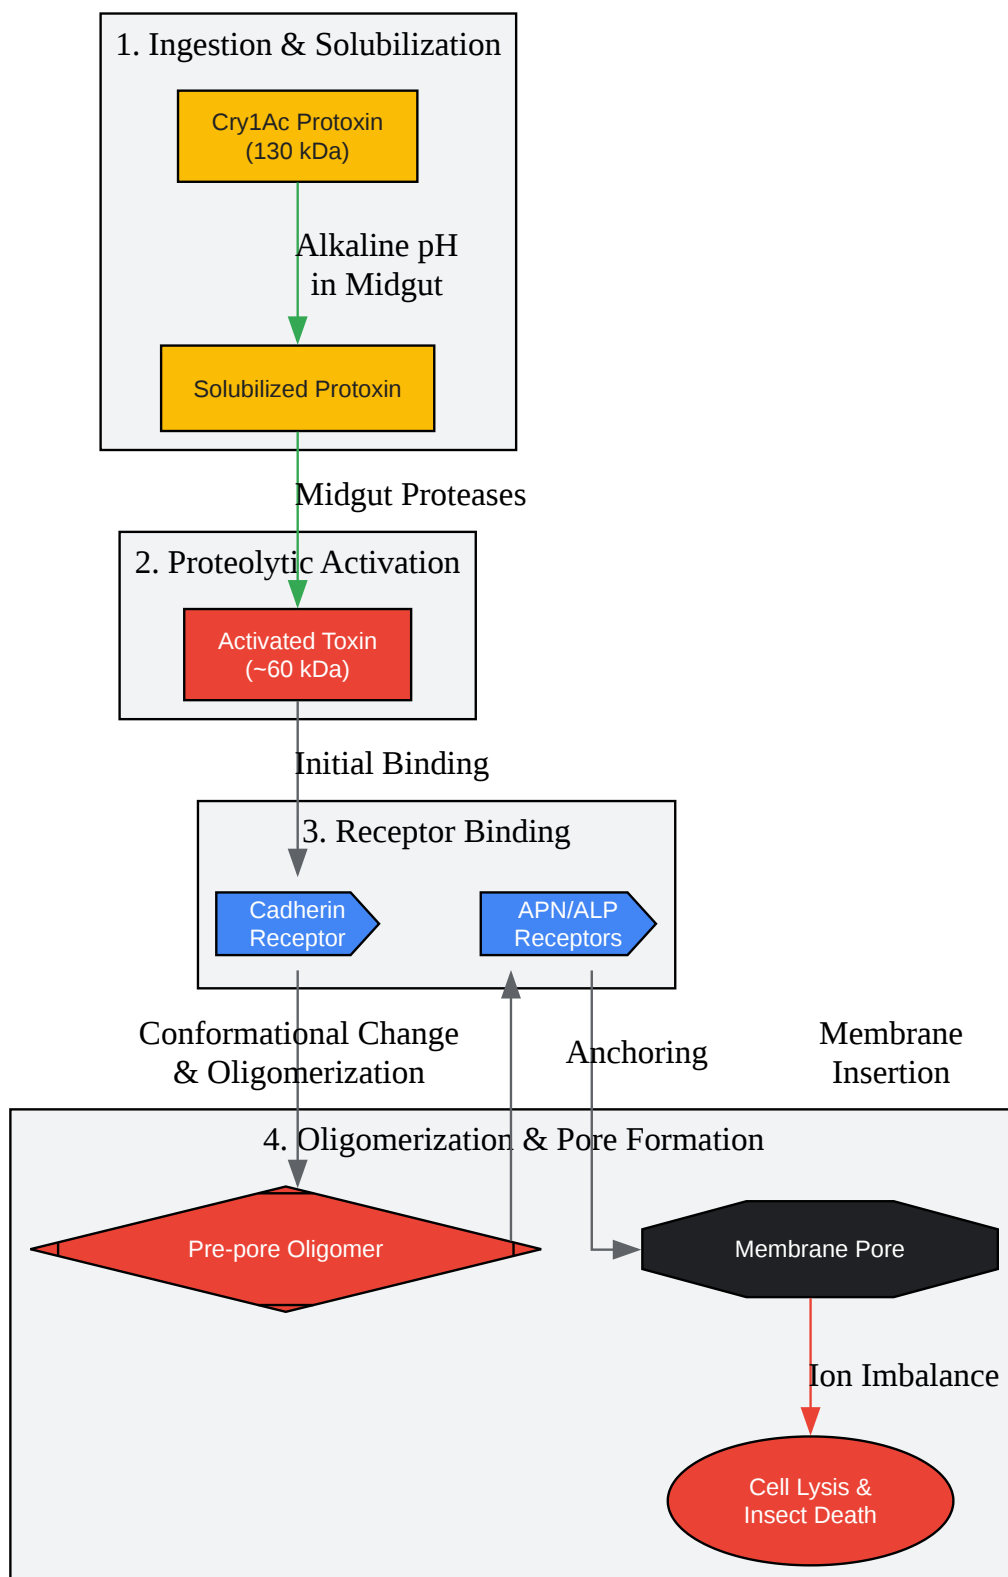 1. Ingestion & Solubilization
Cry1Ac Protoxin
(130 kDa)
Alkaline pH
in Midgut
Solubilized Protoxin
Midgut Proteases
2. Proteolytic Activation
Activated Toxin
(~60 kDa)
Initial Binding
3. Receptor Binding
Cadherin
Receptor
APN/ALP
Receptors
Conformational Change
& Oligomerization
Anchoring
Membrane
Insertion
4. Oligomerization & Pore Formation
Pre-pore Oligomer
Membrane Pore
Ion Imbalance
Cell Lysis &
Insect Death